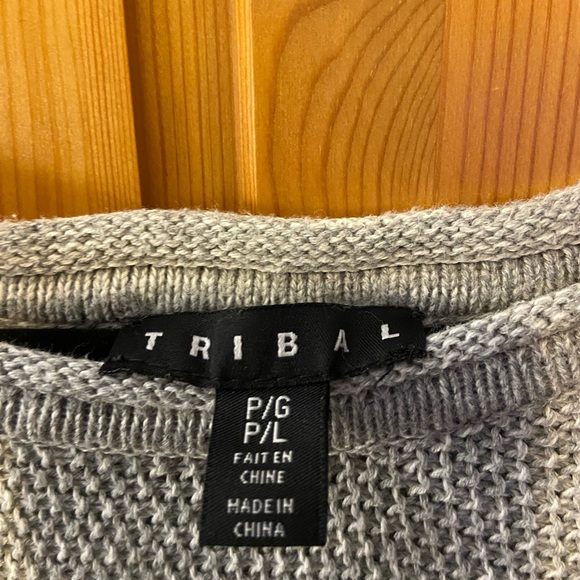 TRIBAL
P/G
P/L
FAIT EN
CHINE
MADE IN
CHINA